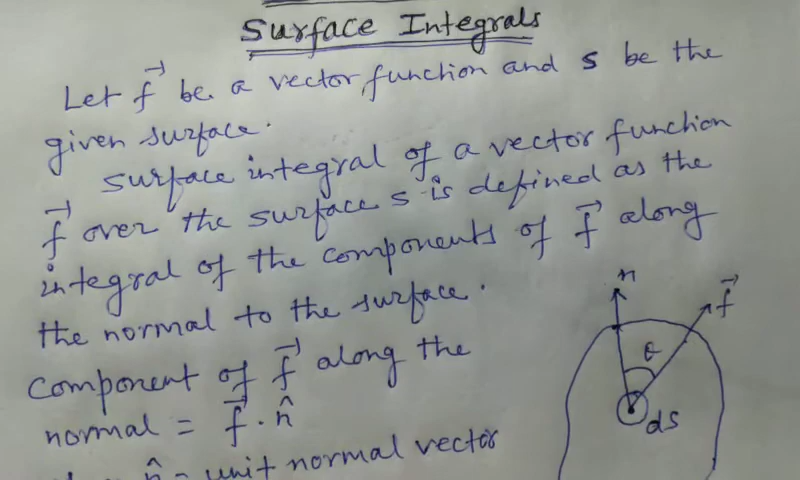 Surface Integrals
Let f⃗ be a vector function and s be the
given surface.
surface integral of a vector function
f⃗ over the surface s is defined as the
integral of the components of f⃗ along
the normal to the surface.
component of f⃗ along the
normal = f⃗ · n̂
n̂ = unit normal vector
n
f⃗
θ
ds